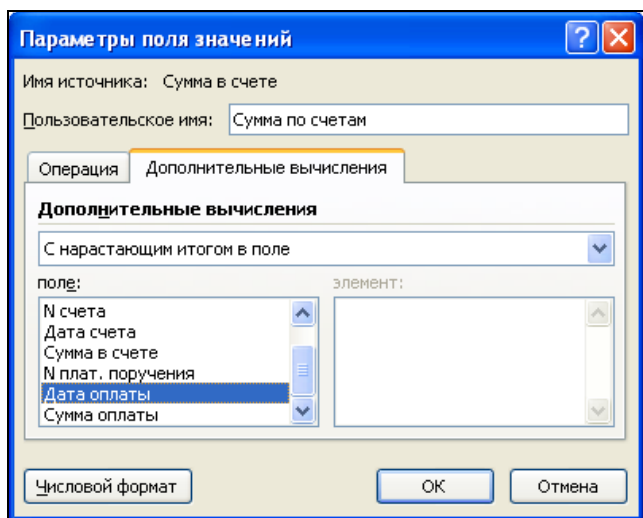 Параметры поля значений
Имя источника: Сумма в счете
Пользовательское имя: Сумма по счетам
Операция Дополнительные вычисления
Дополнительные вычисления
С нарастающим итогом в поле
поле: элемент:
N счета
Дата счета
Сумма в счете
N плат. поручения
Дата оплаты
Сумма оплаты
Числовой формат ОК Отмена